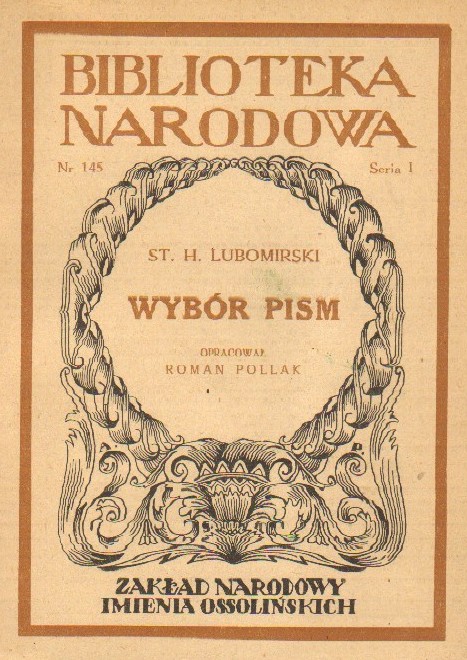 BIBLIOTEKA
NARODOWA
Nr 145 Seria I
ST. H. LUBOMIRSKI
WYBÓR PISM
OPRACOWAŁ
ROMAN POLLAK
ZAKŁAD NARODOWY
IMIENIA OSSOLIŃSKICH